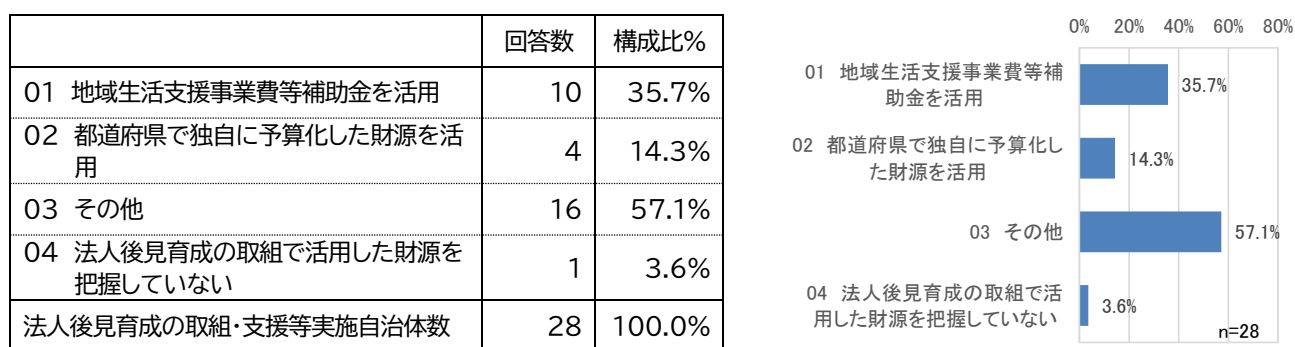 回答数 構成比%
01 地域生活支援事業費等補助金を活用 10 35.7%
02 都道府県で独自に予算化した財源を活
用 4 14.3%
03 その他 16 57.1%
04 法人後見育成の取組で活用した財源を
把握していない 1 3.6%
法人後見育成の取組・支援等実施自治体数 28 100.0%
0% 20% 40% 60% 80%
01 地域生活支援事業費等補
助金を活用
35.7%
02 都道府県で独自に予算化し
た財源を活用
14.3%
03 その他
57.1%
04 法人後見育成の取組で活
用した財源を把握していない
3.6%
n=28